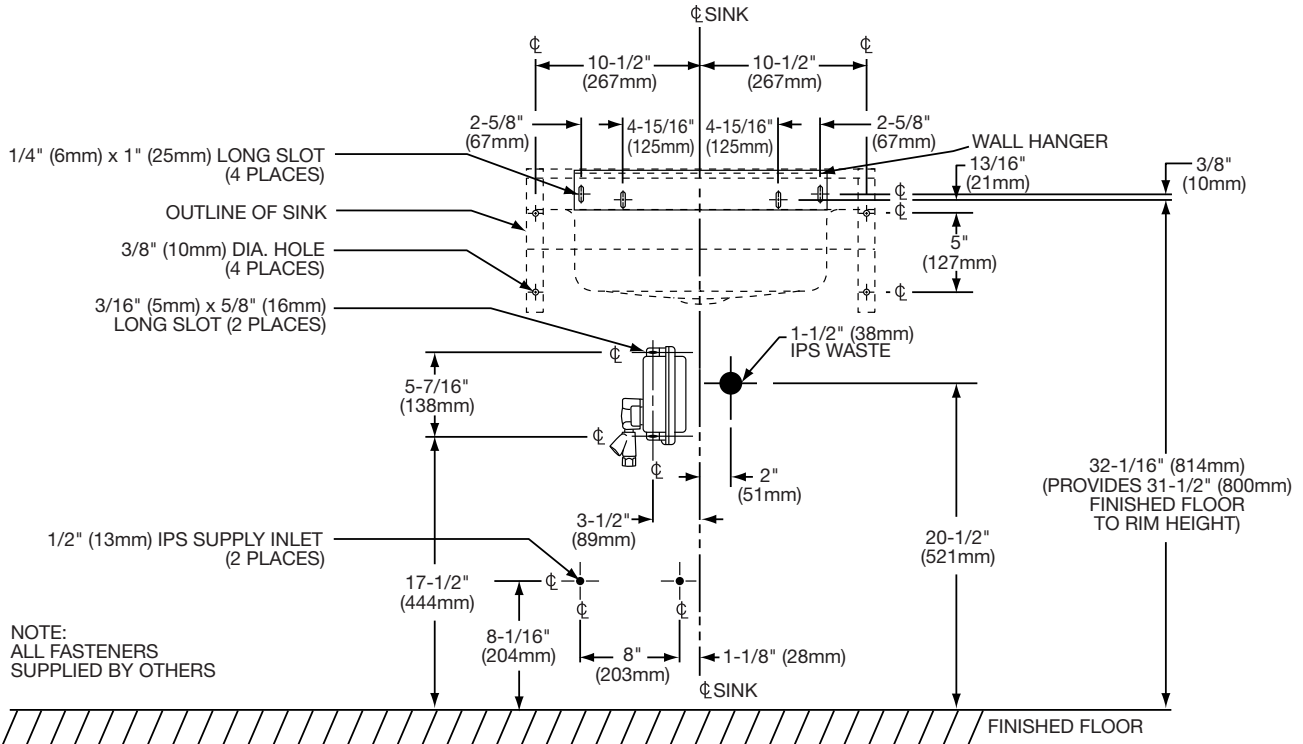 ℄ SINK
℄
℄
10-1/2"
(267mm)
10-1/2"
(267mm)
2-5/8"
(67mm)
4-15/16"
(125mm)
4-15/16"
(125mm)
2-5/8"
(67mm)
WALL HANGER
13/16"
(21mm)
3/8"
(10mm)
1/4" (6mm) x 1" (25mm) LONG SLOT
(4 PLACES)
℄
OUTLINE OF SINK
℄
3/8" (10mm) DIA. HOLE
(4 PLACES)
5"
(127mm)
℄
3/16" (5mm) x 5/8" (16mm)
LONG SLOT (2 PLACES)
1-1/2" (38mm)
IPS WASTE
℄
5-7/16"
(138mm)
℄
℄
2"
(51mm)
32-1/16" (814mm)
(PROVIDES 31-1/2" (800mm)
FINISHED FLOOR
TO RIM HEIGHT)
3-1/2"
(89mm)
20-1/2"
(521mm)
1/2" (13mm) IPS SUPPLY INLET
(2 PLACES)
17-1/2"
(444mm)
℄
℄
℄
NOTE:
ALL FASTENERS
SUPPLIED BY OTHERS
8-1/16"
(204mm)
8"
(203mm)
1-1/8" (28mm)
℄ SINK
FINISHED FLOOR